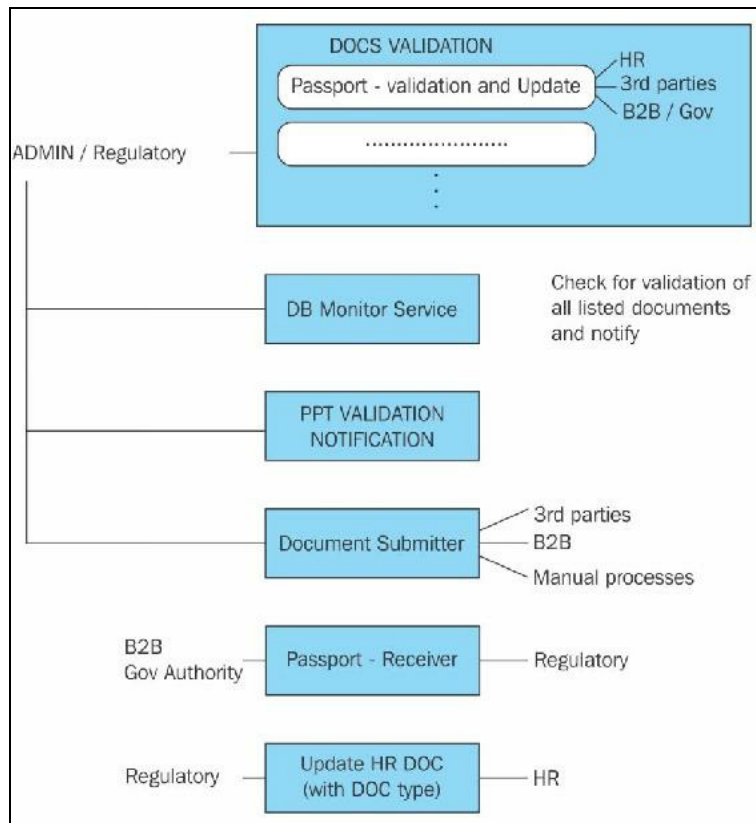 DOCS VALIDATION
Passport - validation and Update
HR
3rd parties
B2B / Gov
.......................
ADMIN / Regulatory
DB Monitor Service
Check for validation of
all listed documents
and notify
PPT VALIDATION
NOTIFICATION
Document Submitter
3rd parties
B2B
Manual processes
B2B
Gov Authority
Passport - Receiver
Regulatory
Regulatory
Update HR DOC
(with DOC type)
HR